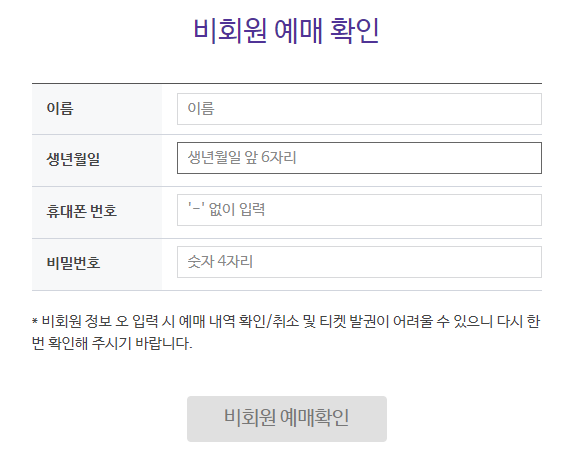 비회원 예매 확인
이름
이름
생년월일
생년월일 앞 6자리
휴대폰 번호
'-' 없이 입력
비밀번호
숫자 4자리
* 비회원 정보 오 입력 시 예매 내역 확인/취소 및 티켓 발권이 어려울 수 있으니 다시 한
번 확인해 주시기 바랍니다.
비회원 예매확인